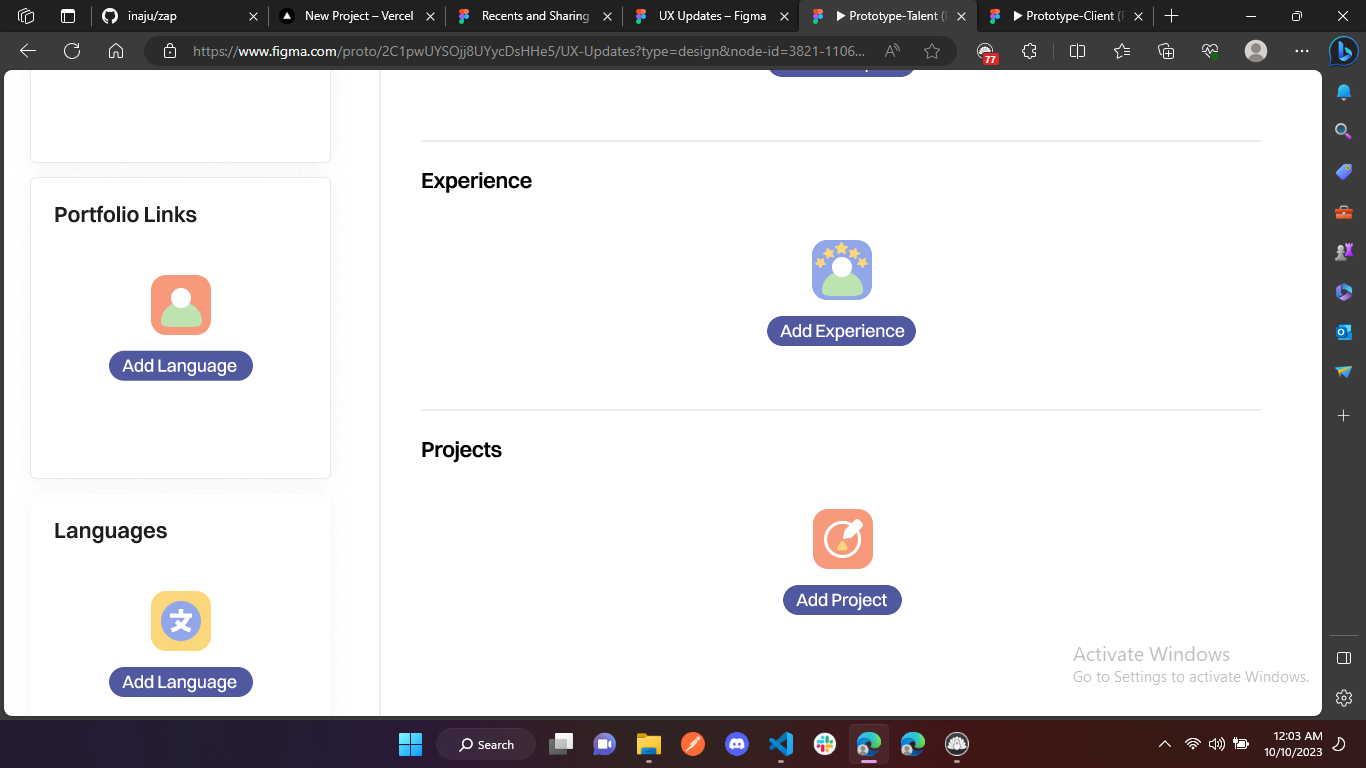 inaju/zap
New Project – Vercel
Recents and Sharing
UX Updates – Figma
Prototype-Talent (
Prototype-Client (
https://www.figma.com/proto/2C1pwUYSOjj8UYycDsHHe5/UX-Updates?type=design&node-id=3821-1106...
77
Portfolio Links
Add Language
Languages
Add Language
Experience
Add Experience
Projects
Add Project
Activate Windows
Go to Settings to activate Windows.
Search
12:03 AM
10/10/2023